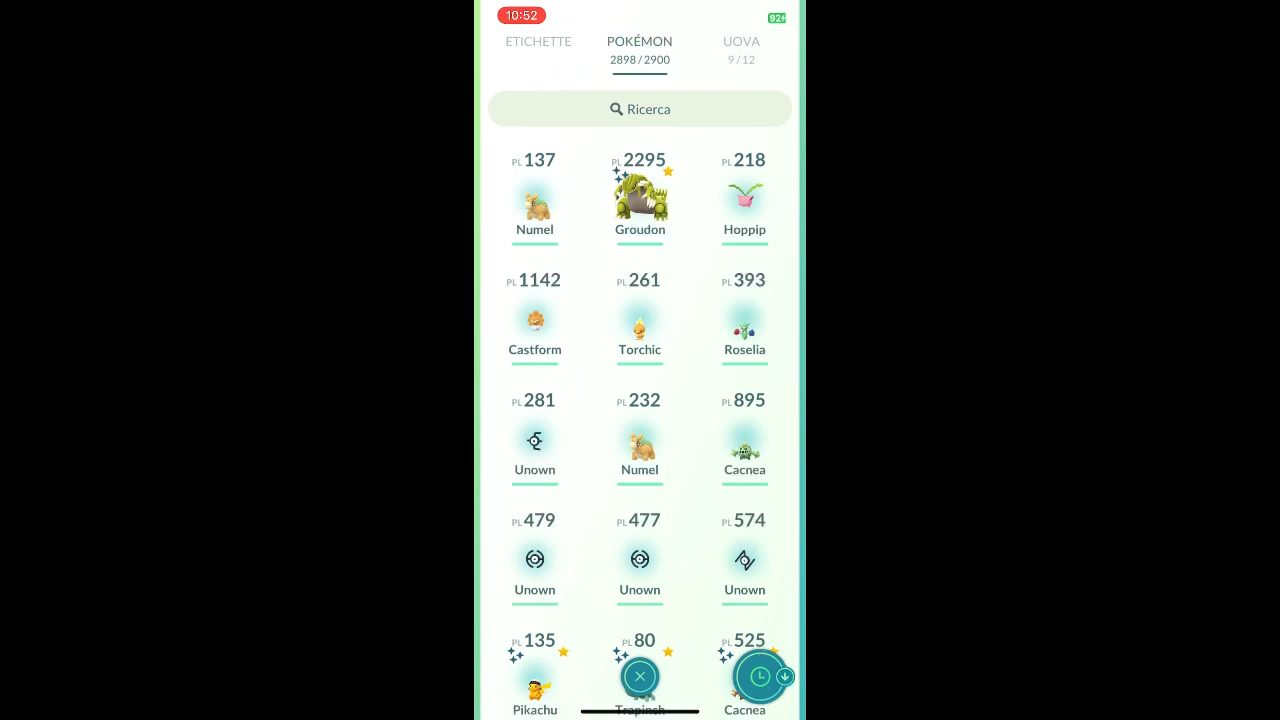 10:52
92
ETICHETTE POKÉMON UOVA
2898 / 2900 9 / 12
Ricerca
PL 137 PL 2295 PL 218
Numel Groudon Hoppip
PL 1142 PL 261 PL 393
Castform Torchic Roselia
PL 281 PL 232 PL 895
Unown Numel Cacnea
PL 479 PL 477 PL 574
Unown Unown Unown
PL 135 PL 80 PL 525
Pikachu Trapinch Cacnea